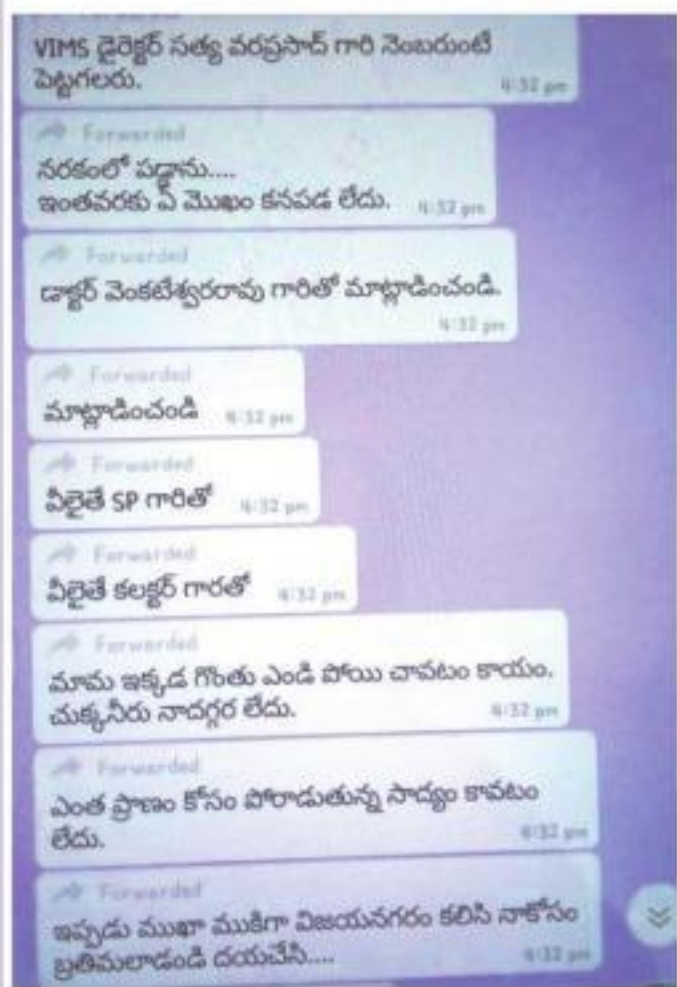 VIMS డైరెక్టర్ సత్య వరప్రసాద్ గారి నెంబరుంటే
పెట్టగలరు.
4:32 pm
Forwarded
నరకంలో పడ్డాను....
ఇంతవరకు ఏ మొఖం కనపడ లేదు. 4:32 pm
Forwarded
డాక్టర్ వెంకటేశ్వరరావు గారితో మాట్లాడించండి.
4:32 pm
Forwarded
మాట్లాడించండి 4:32 pm
Forwarded
వీలైతే SP గారితో 4:32 pm
Forwarded
వీలైతే కలక్టర్ గారతో 4:32 pm
Forwarded
మామ ఇక్కడ గొంతు ఎండి పోయి చావటం కాయం.
చుక్కనీరు నాదగ్గర లేదు. 4:32 pm
Forwarded
ఎంత ప్రాణం కోసం పోరాడుతున్న సాద్యం కావటం
లేదు. 4:32 pm
Forwarded
ఇప్పడు ముఖా ముకిగా విజయనగరం కలిసి నాకోసం
బ్రతిమలాడండి దయచేసి.... 4:32 pm